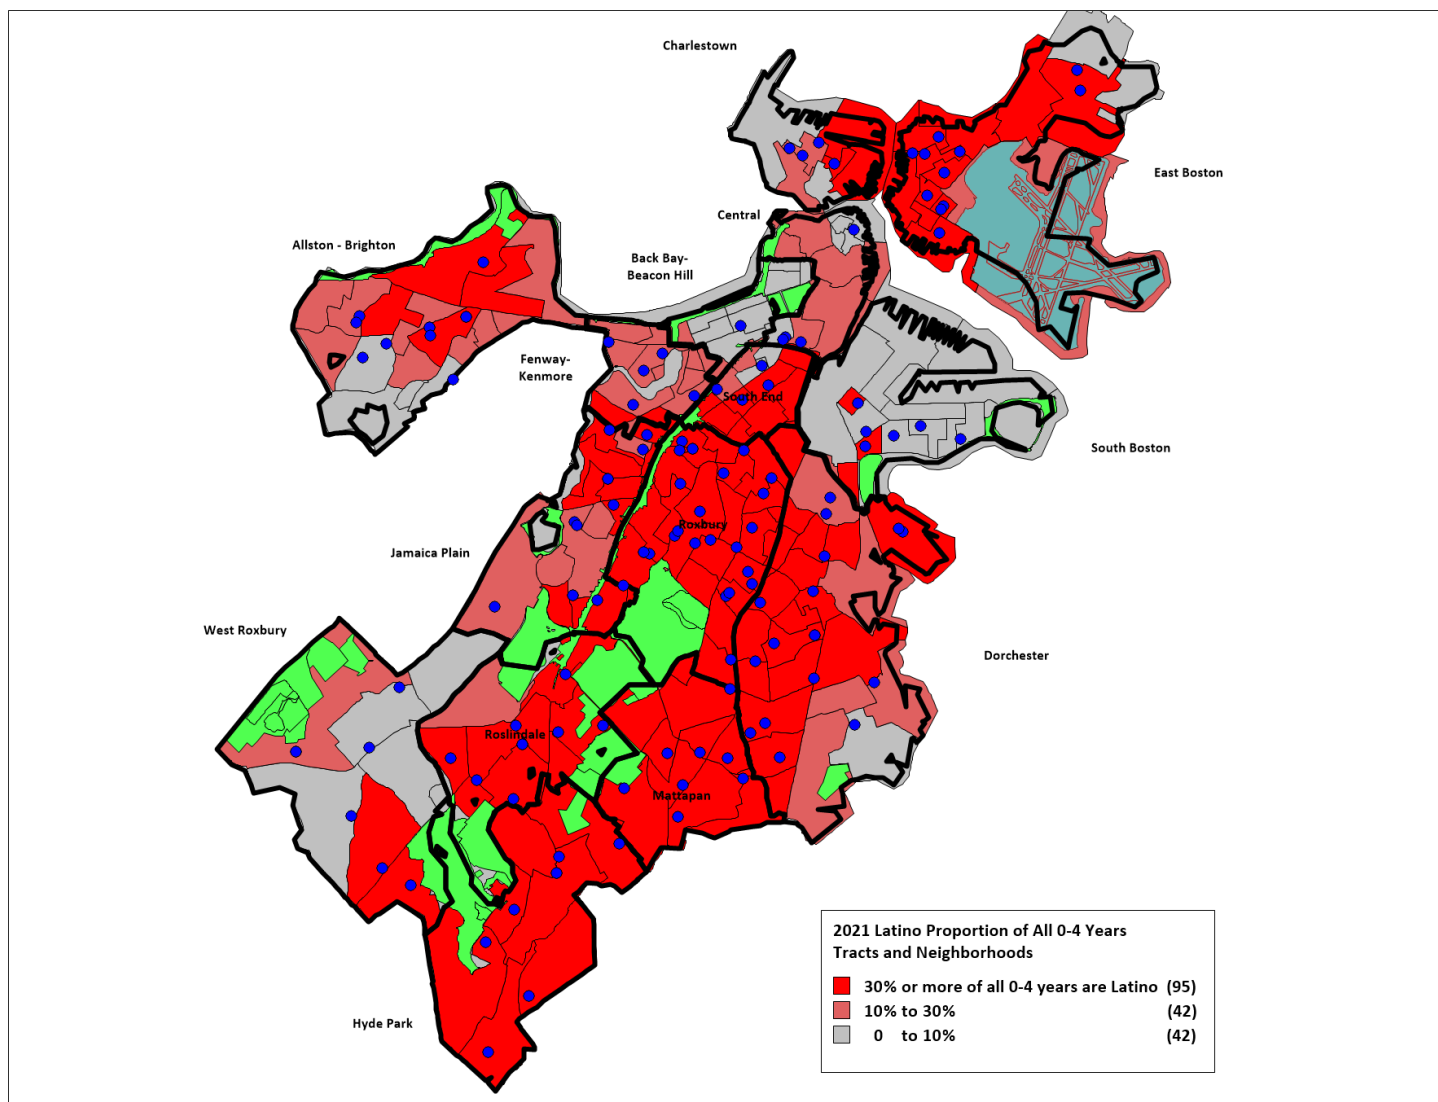 Charlestown
East Boston
Central
Allston - Brighton
Back Bay-
Beacon Hill
Fenway-
Kenmore
South End
South Boston
Roxbury
Jamaica Plain
West Roxbury
Dorchester
Roslindale
Mattapan
Hyde Park
2021 Latino Proportion of All 0-4 Years
Tracts and Neighborhoods
30% or more of all 0-4 years are Latino (95)
10% to 30% (42)
0 to 10% (42)